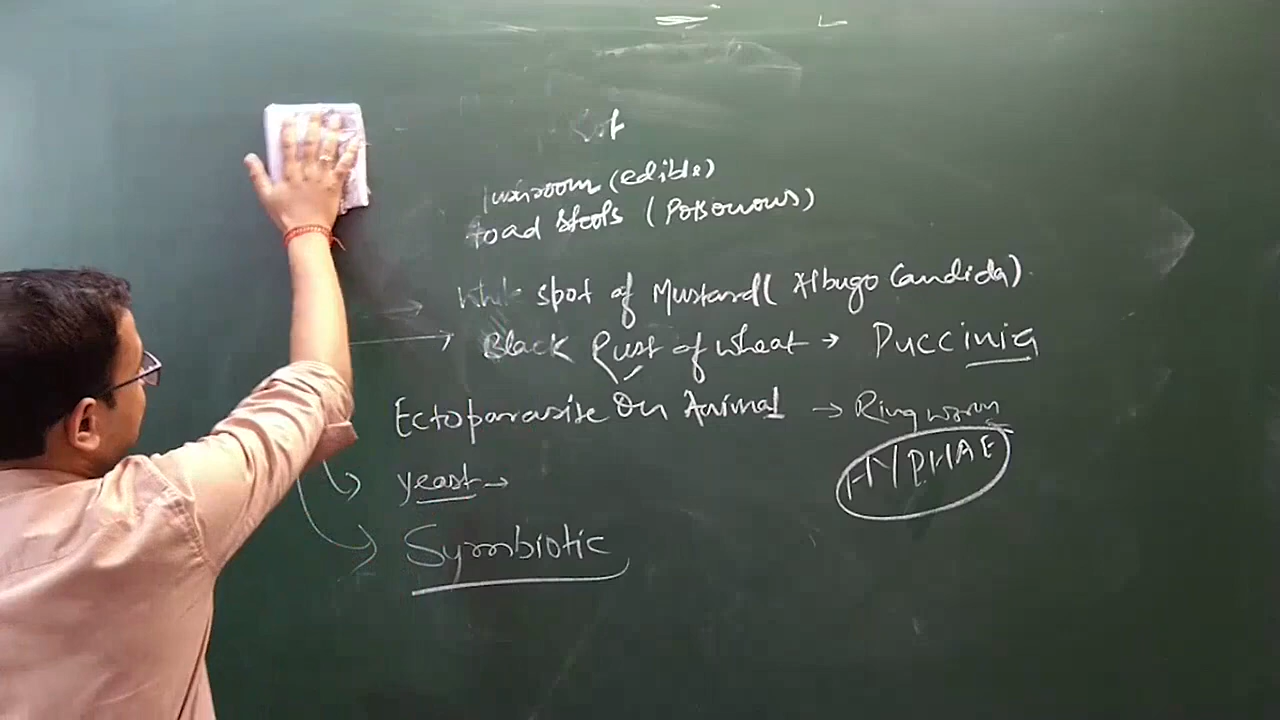 (edible)
toad stools (Poisonous)
White spot of Mustard( Albugo Candida)
Black Rust of wheat → Puccinia
Ectoparasite On Animal → Ring worm
HYPHAE
yeast →
Symbiotic